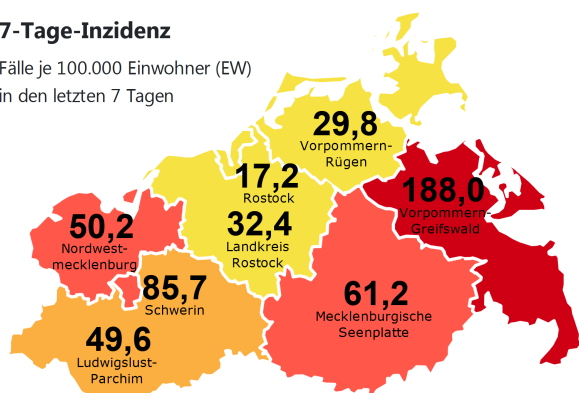 7-Tage-Inzidenz
Fälle je 100.000 Einwohner (EW)
in den letzten 7 Tagen
29,8
Vorpommern-
Rügen
17,2
Rostock
188,0
Vorpommern-
Greifswald
50,2
Nordwest-
mecklenburg
32,4
Landkreis
Rostock
85,7
Schwerin
61,2
Mecklenburgische
Seenplatte
49,6
Ludwigslust-
Parchim